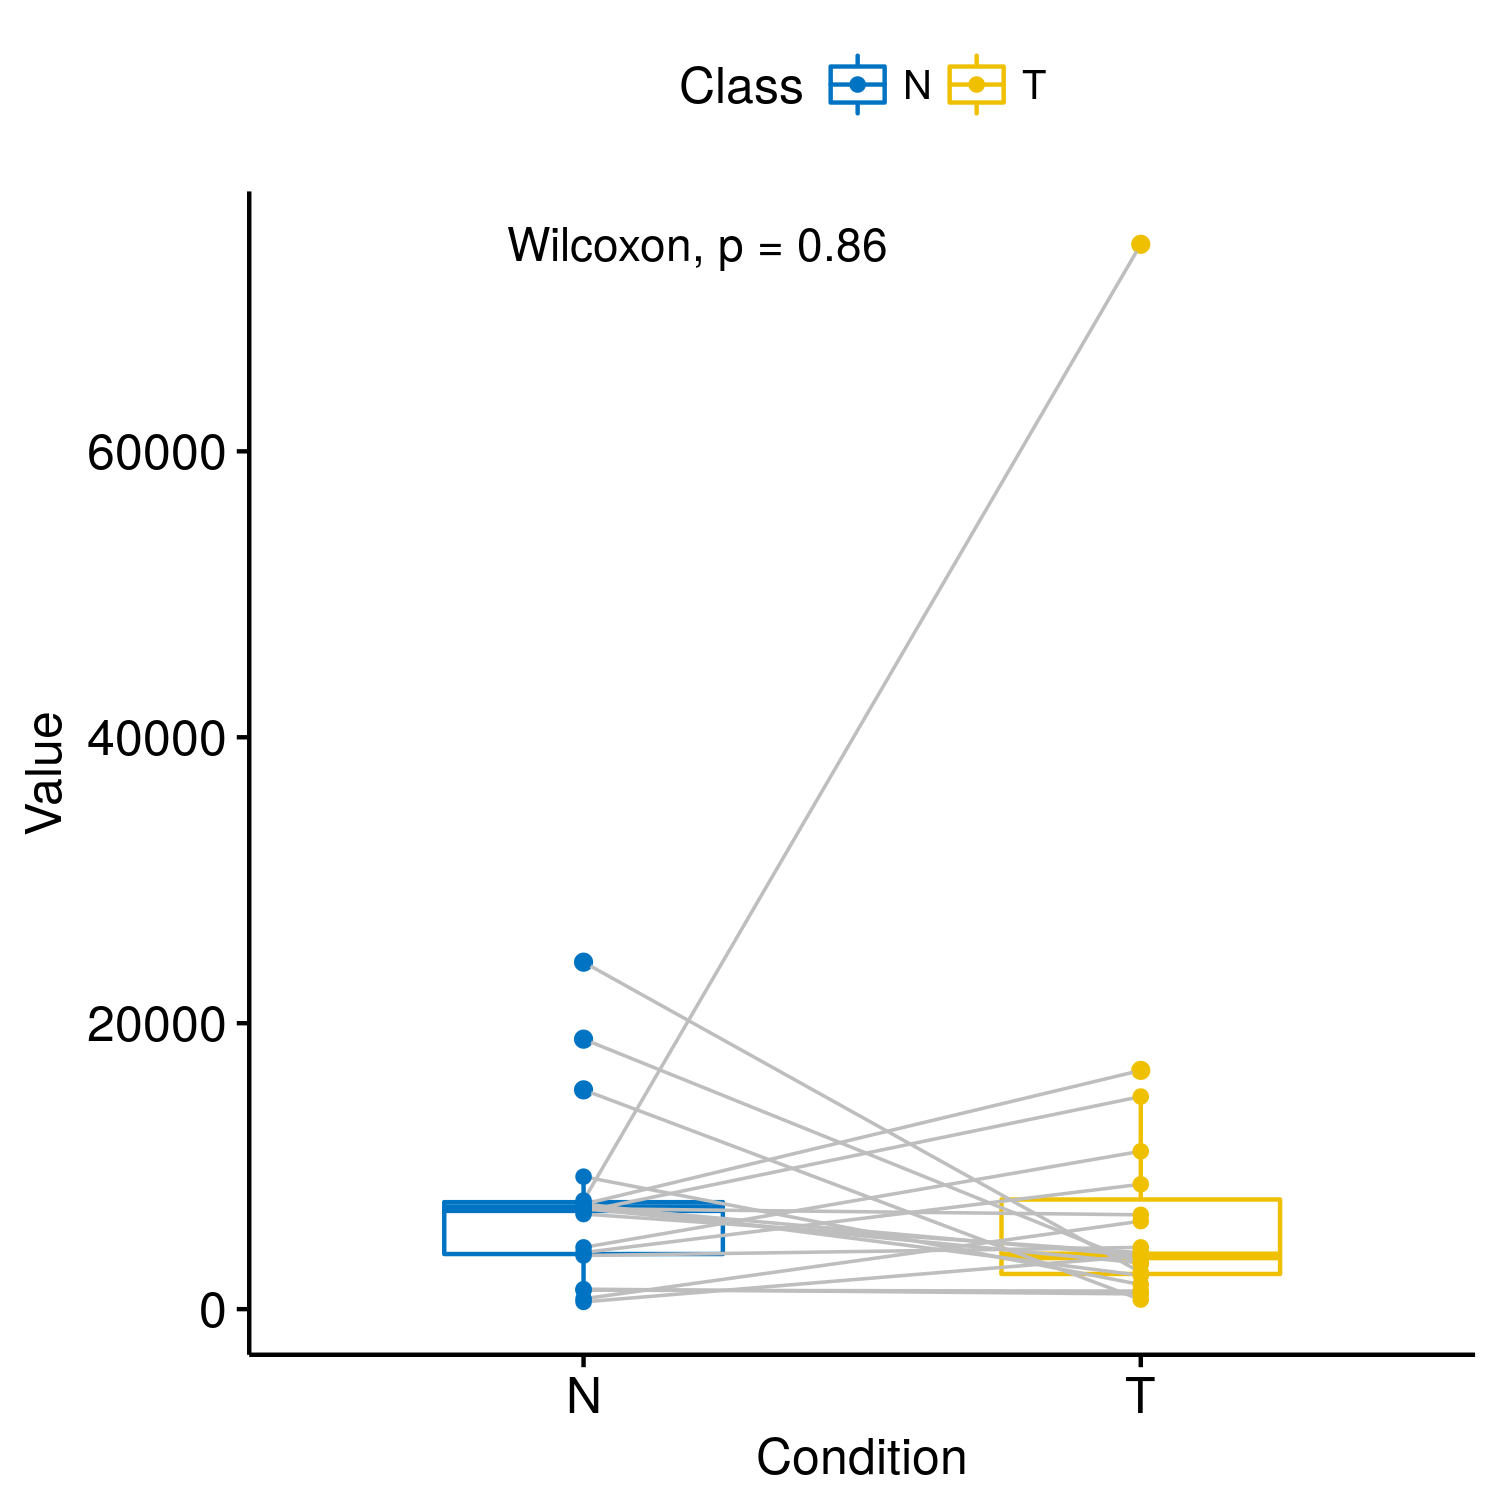 Class N T
Wilcoxon, p = 0.86
60000
40000
20000
0
Value
N T
Condition